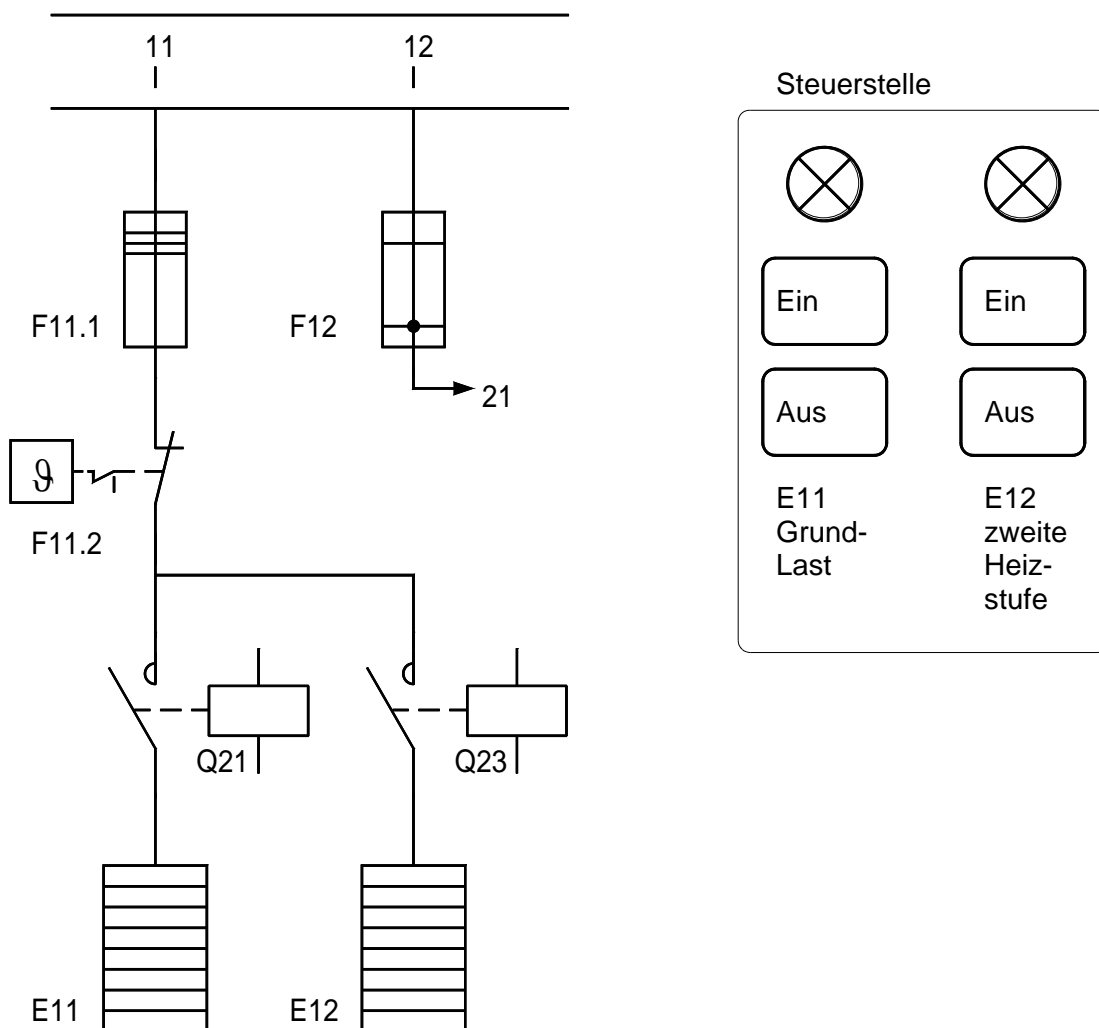 11
12
F11.1
F12
21
ϑ
F11.2
Q21
Q23
E11
E12
Steuerstelle
Ein
Ein
Aus
Aus
E11
Grund-
Last
E12
zweite
Heiz-
stufe